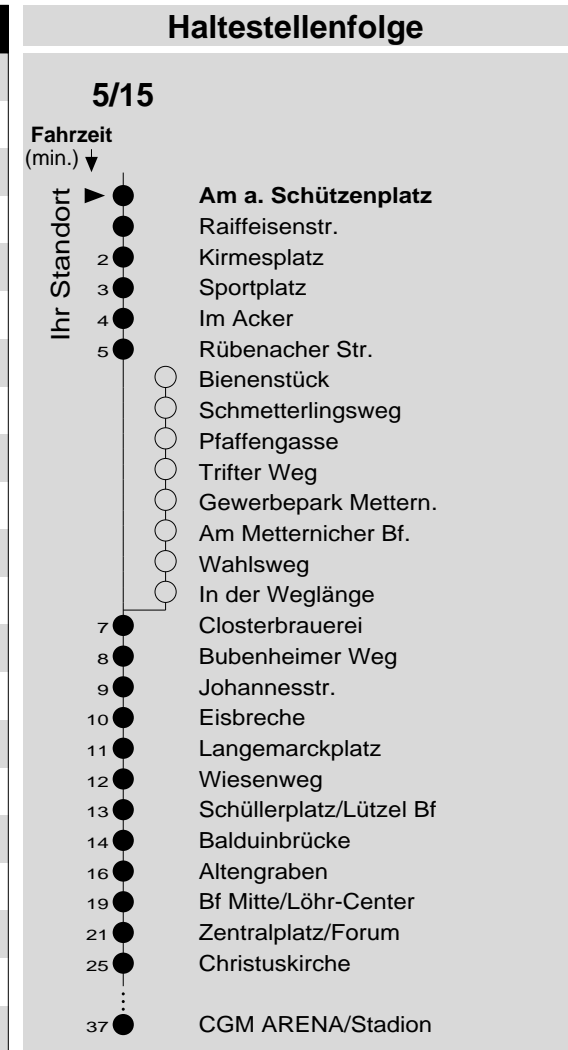 Haltestellenfolge
5/15
Fahrzeit
(min.)
Ihr Standort
Am a. Schützenplatz
Raiffeisenstr.
2 Kirmesplatz
3 Sportplatz
4 Im Acker
5 Rübenacher Str.
Bienenstück
Schmetterlingsweg
Pfaffengasse
Trifter Weg
Gewerbepark Mettern.
Am Metternicher Bf.
Wahlsweg
In der Weglänge
7 Closterbrauerei
8 Bubenheimer Weg
9 Johannesstr.
10 Eisbreche
11 Langemarckplatz
12 Wiesenweg
13 Schüllerplatz/Lützel Bf
14 Balduinbrücke
16 Altengraben
19 Bf Mitte/Löhr-Center
21 Zentralplatz/Forum
25 Christuskirche
37 CGM ARENA/Stadion